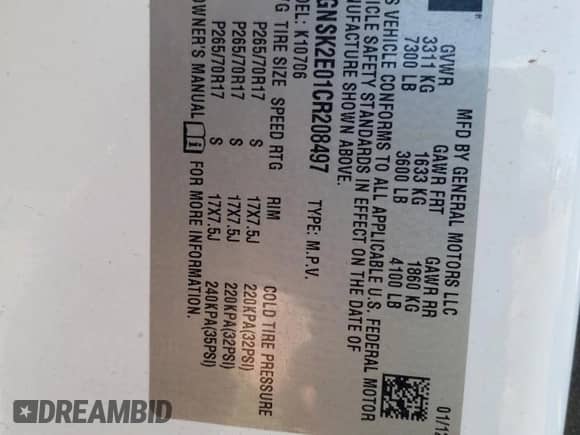 MFD BY GENERAL MOTORS LLC
01/12
GVWR GAWR FRT GAWR RR
3311 KG 1633 KG 1860 KG
7300 LB 3600 LB 4100 LB
S VEHICLE CONFORMS TO ALL APPLICABLE U.S. FEDERAL MOTOR
ICLE SAFETY STANDARDS IN EFFECT ON THE DATE OF
NUFACTURE SHOWN ABOVE.
GNSK2E01CR208497 TYPE: M.P.V.
ODEL: K10706
'G TIRE SIZE SPEED RTG RIM COLD TIRE PRESSURE
P265/70R17 S 17X7.5J 220KPA(32PSI)
P265/70R17 S 17X7.5J 220KPA(32PSI)
P265/70R17 S 17X7.5J 240KPA(35PSI)
OWNER'S MANUAL FOR MORE INFORMATION.
DREAMBID